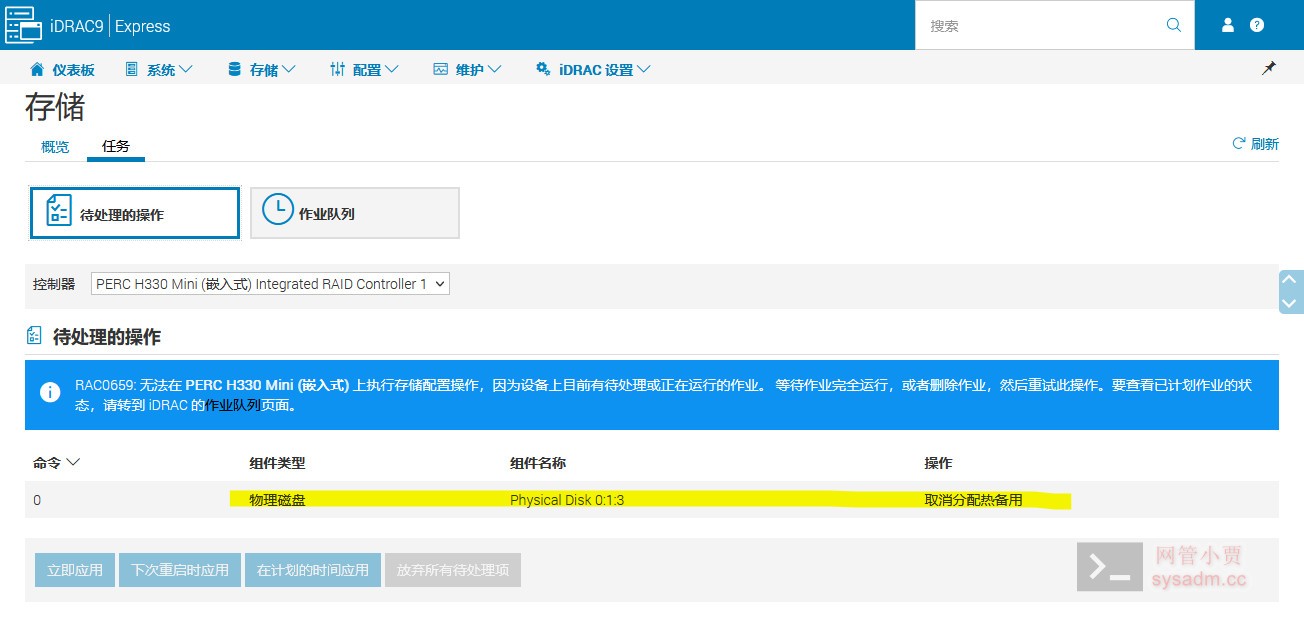 iDRAC9 | Express
搜索
仪表板 系统 存储 配置 维护 iDRAC 设置
存储
概览 任务 刷新
待处理的操作 作业队列
控制器 PERC H330 Mini (嵌入式) Integrated RAID Controller 1
待处理的操作
RAC0659: 无法在 PERC H330 Mini (嵌入式) 上执行存储配置操作，因为设备上目前有待处理或正在运行的作业。 等待作业完全运行，或者删除作业，然后重试此操作。要查看已计划作业的状
态，请转到 iDRAC 的作业队列页面。
命令 组件类型 组件名称 操作
0 物理磁盘 Physical Disk 0:1:3 取消分配热备用
立即应用 下次重启时应用 在计划的时间应用 放弃所有待处理项
网管小贾
sysadm.cc